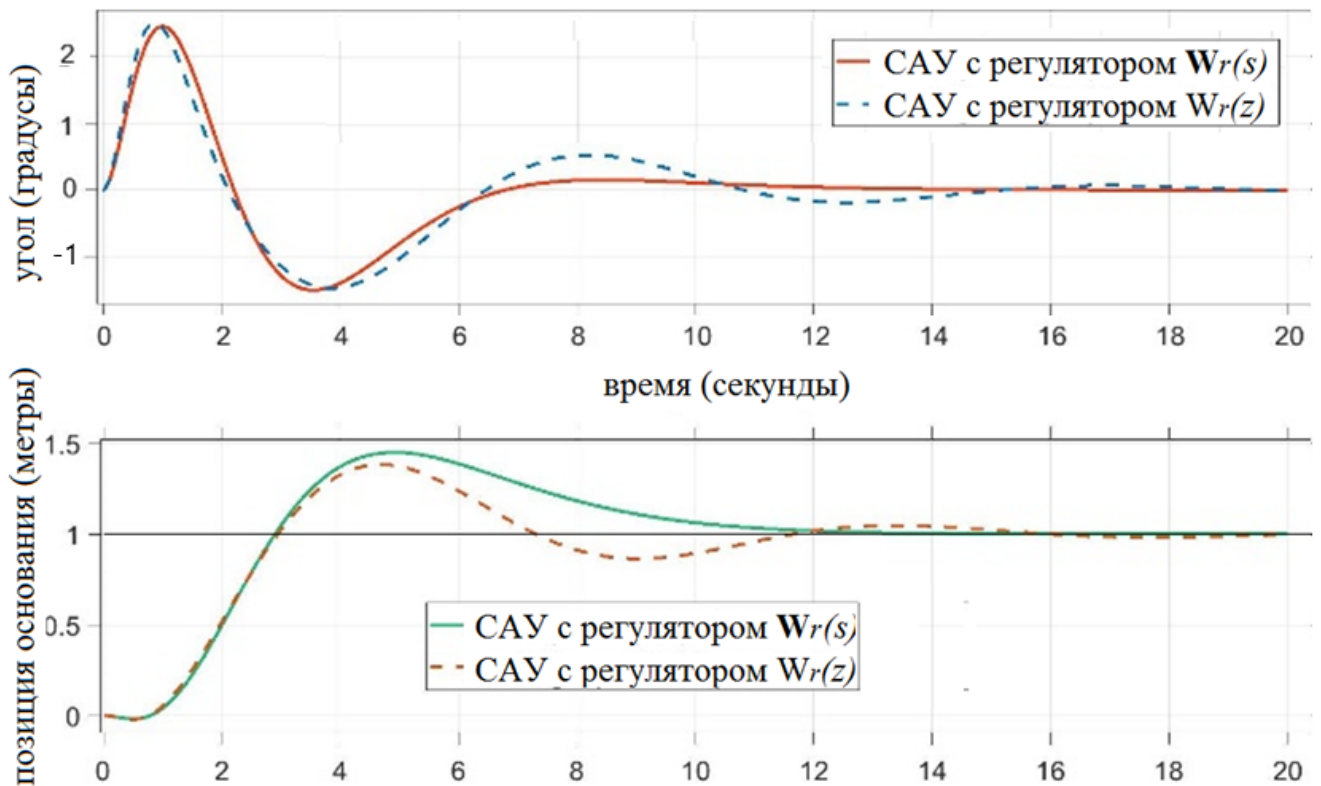 угол (градусы)
2
1
0
-1
САУ с регулятором Wr(s)
САУ с регулятором Wr(z)
0 2 4 6 8 10 12 14 16 18 20
время (секунды)
позиция основания (метры)
1.5
1
0.5
0
САУ с регулятором Wr(s)
САУ с регулятором Wr(z)
0 2 4 6 8 10 12 14 16 18 20